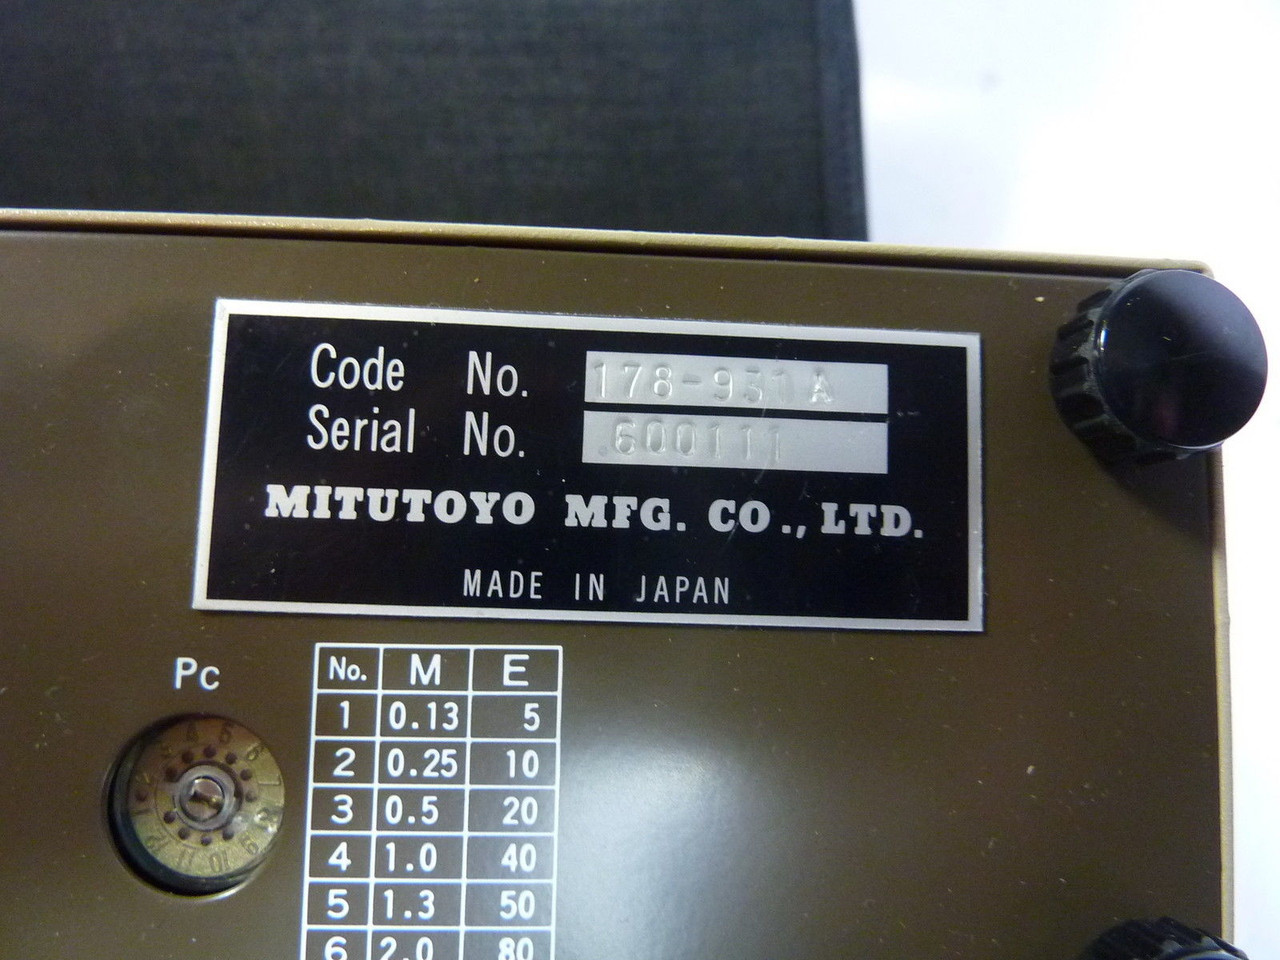 Code No. 178-931A
Serial No. 600111
MITUTOYO MFG. CO., LTD.
MADE IN JAPAN
Pc
No. M E
1 0.13 5
2 0.25 10
3 0.5 20
4 1.0 40
5 1.3 50
6 2.0 80